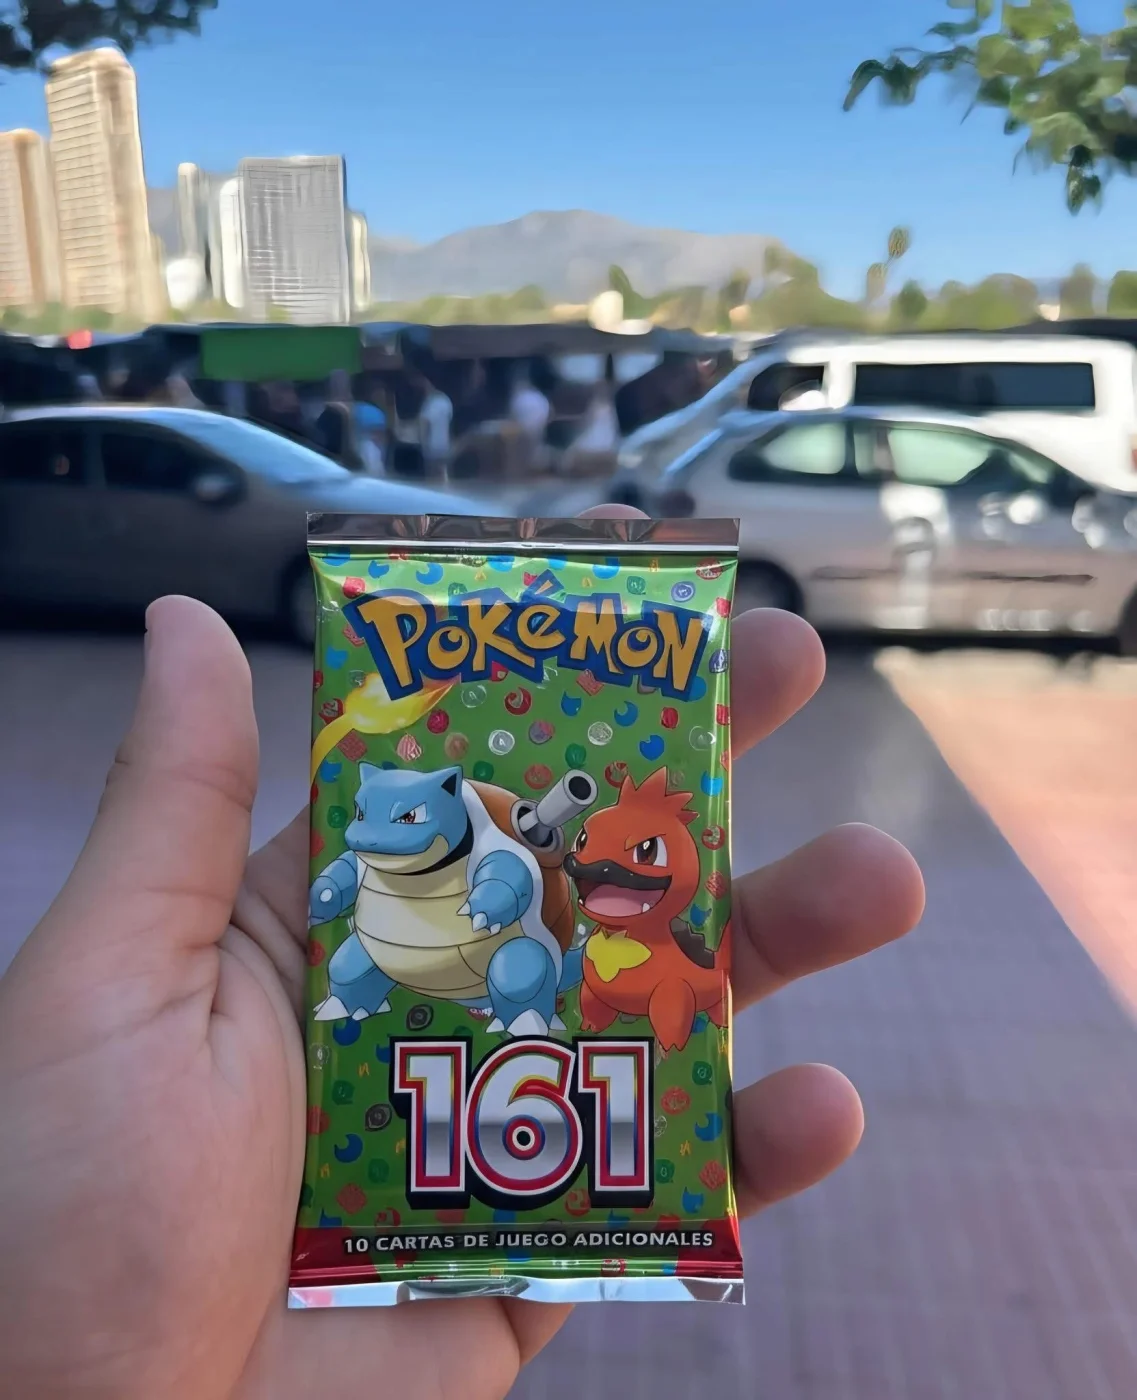 POKéMON
161
10 CARTAS DE JUEGO ADICIONALES